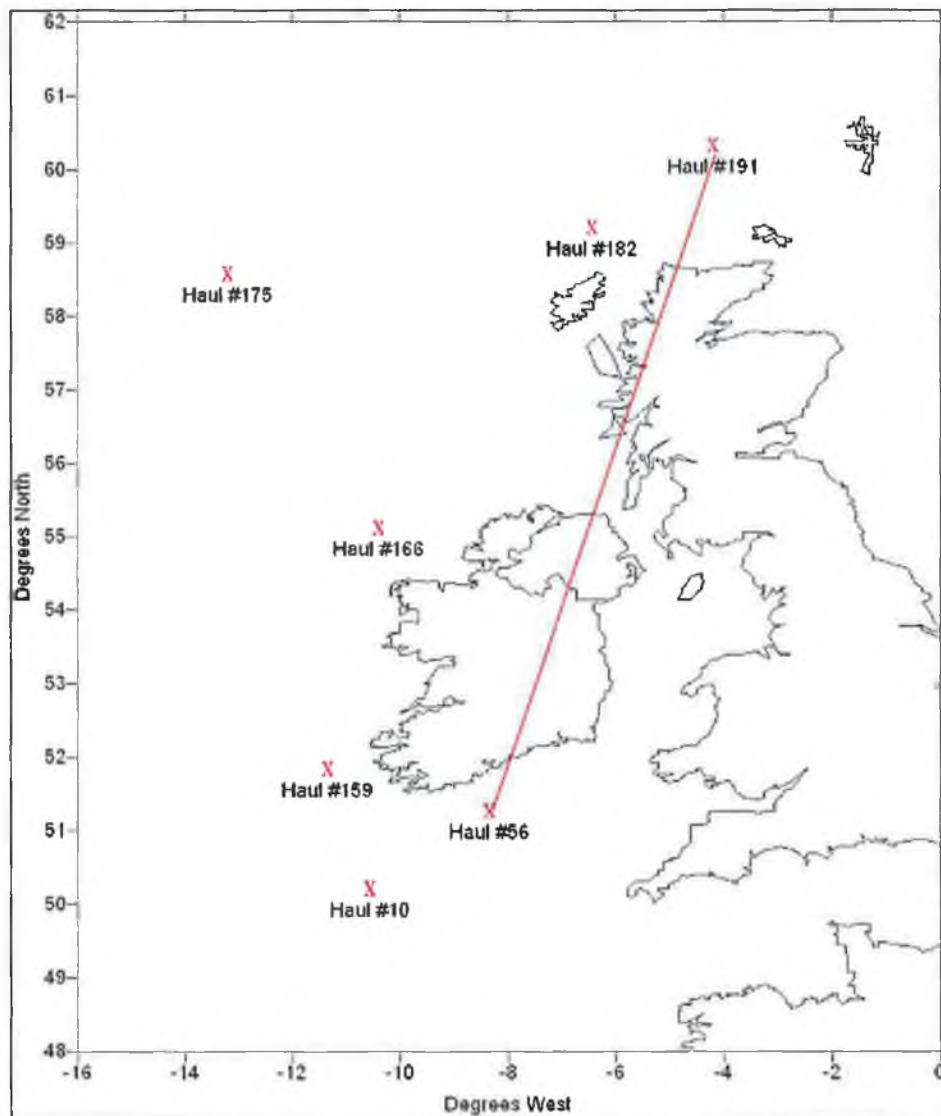 62
61
60
59
58
57
56
55
54
53
52
51
50
49
48
Degrees North
X
Haul #191
X
Haul #182
X
Haul #175
X
Haul #166
X
Haul #159
X
Haul #56
X
Haul #10
-16 -14 -12 -10 -8 -6 -4 -2 0
Degrees West